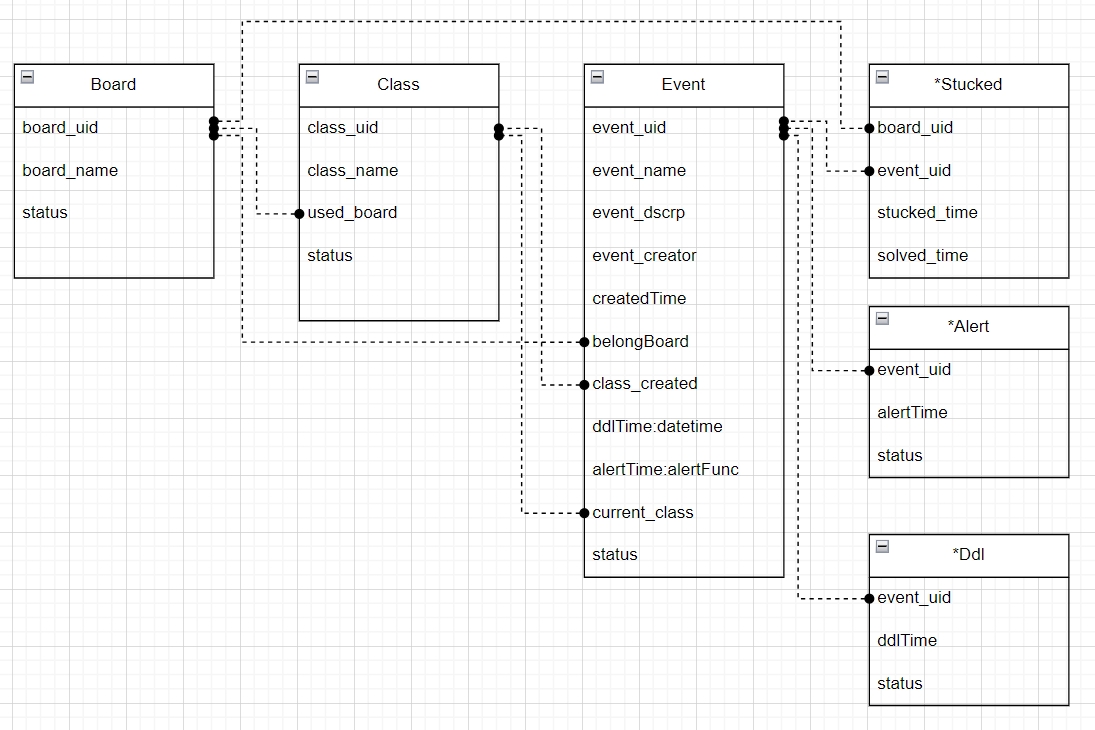 Board
board_uid
board_name
status
Class
class_uid
class_name
used_board
status
Event
event_uid
event_name
event_dscrp
event_creator
createdTime
belongBoard
class_created
ddlTime:datetime
alertTime:alertFunc
current_class
status
*Stucked
board_uid
event_uid
stucked_time
solved_time
*Alert
event_uid
alertTime
status
*Ddl
event_uid
ddlTime
status